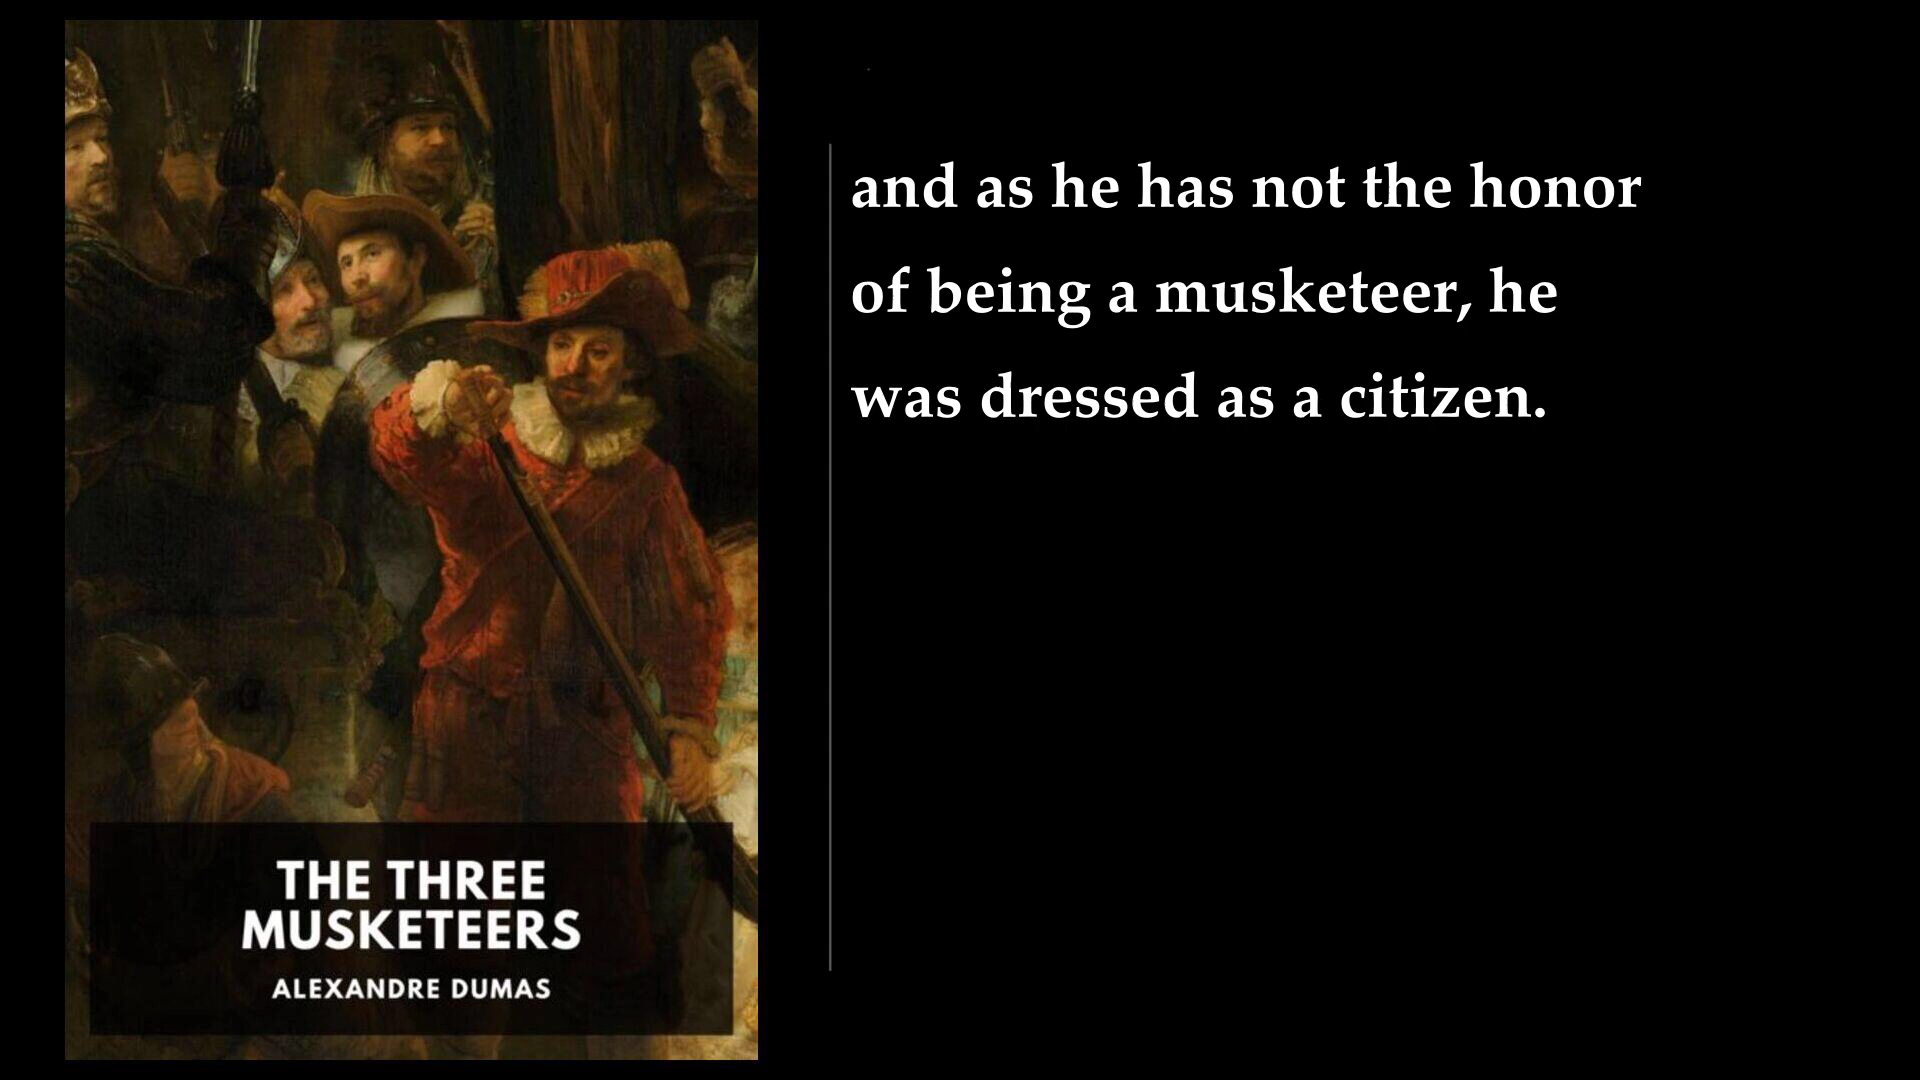 and as he has not the honor
of being a musketeer, he
was dressed as a citizen.
THE THREE
MUSKETEERS
ALEXANDRE DUMAS